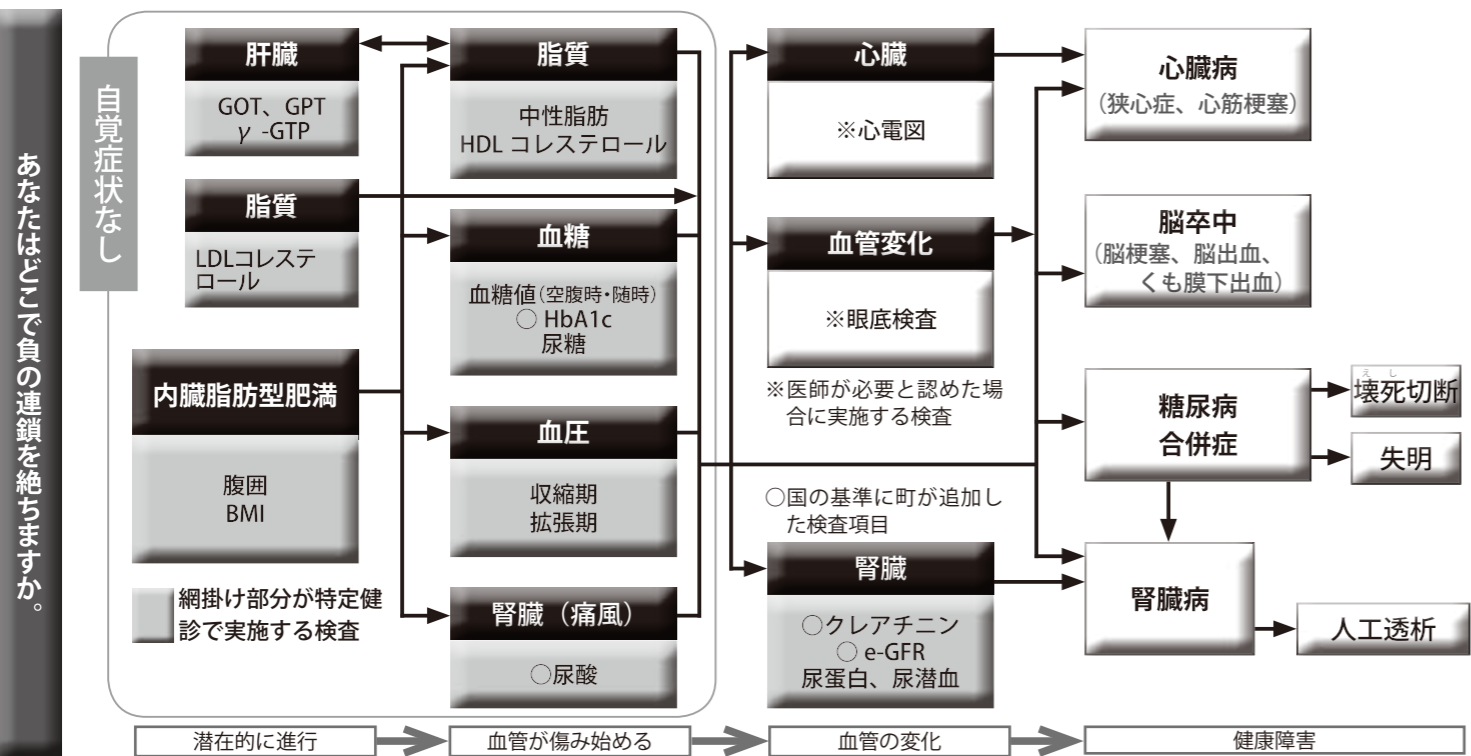 あなたはどこで負の連鎖を絶ちますか。
自覚症状なし
肝臓
GOT、GPT
γ-GTP
脂質
LDLコレステ
ロール
内臓脂肪型肥満
腹囲
BMI
網掛け部分が特定健
診で実施する検査
脂質
中性脂肪
HDL コレステロール
血糖
血糖値(空腹時・随時)
○ HbA1c
尿糖
血圧
収縮期
拡張期
腎臓（痛風）
○尿酸
心臓
※心電図
血管変化
※眼底検査
※医師が必要と認めた場
合に実施する検査
○国の基準に町が追加し
た検査項目
腎臓
○クレアチニン
○ e-GFR
尿蛋白、尿潜血
心臓病
（狭心症、心筋梗塞）
脳卒中
（脳梗塞、脳出血、
くも膜下出血）
糖尿病
合併症
えし
壊死切断
失明
腎臓病
人工透析
潜在的に進行
血管が傷み始める
血管の変化
健康障害